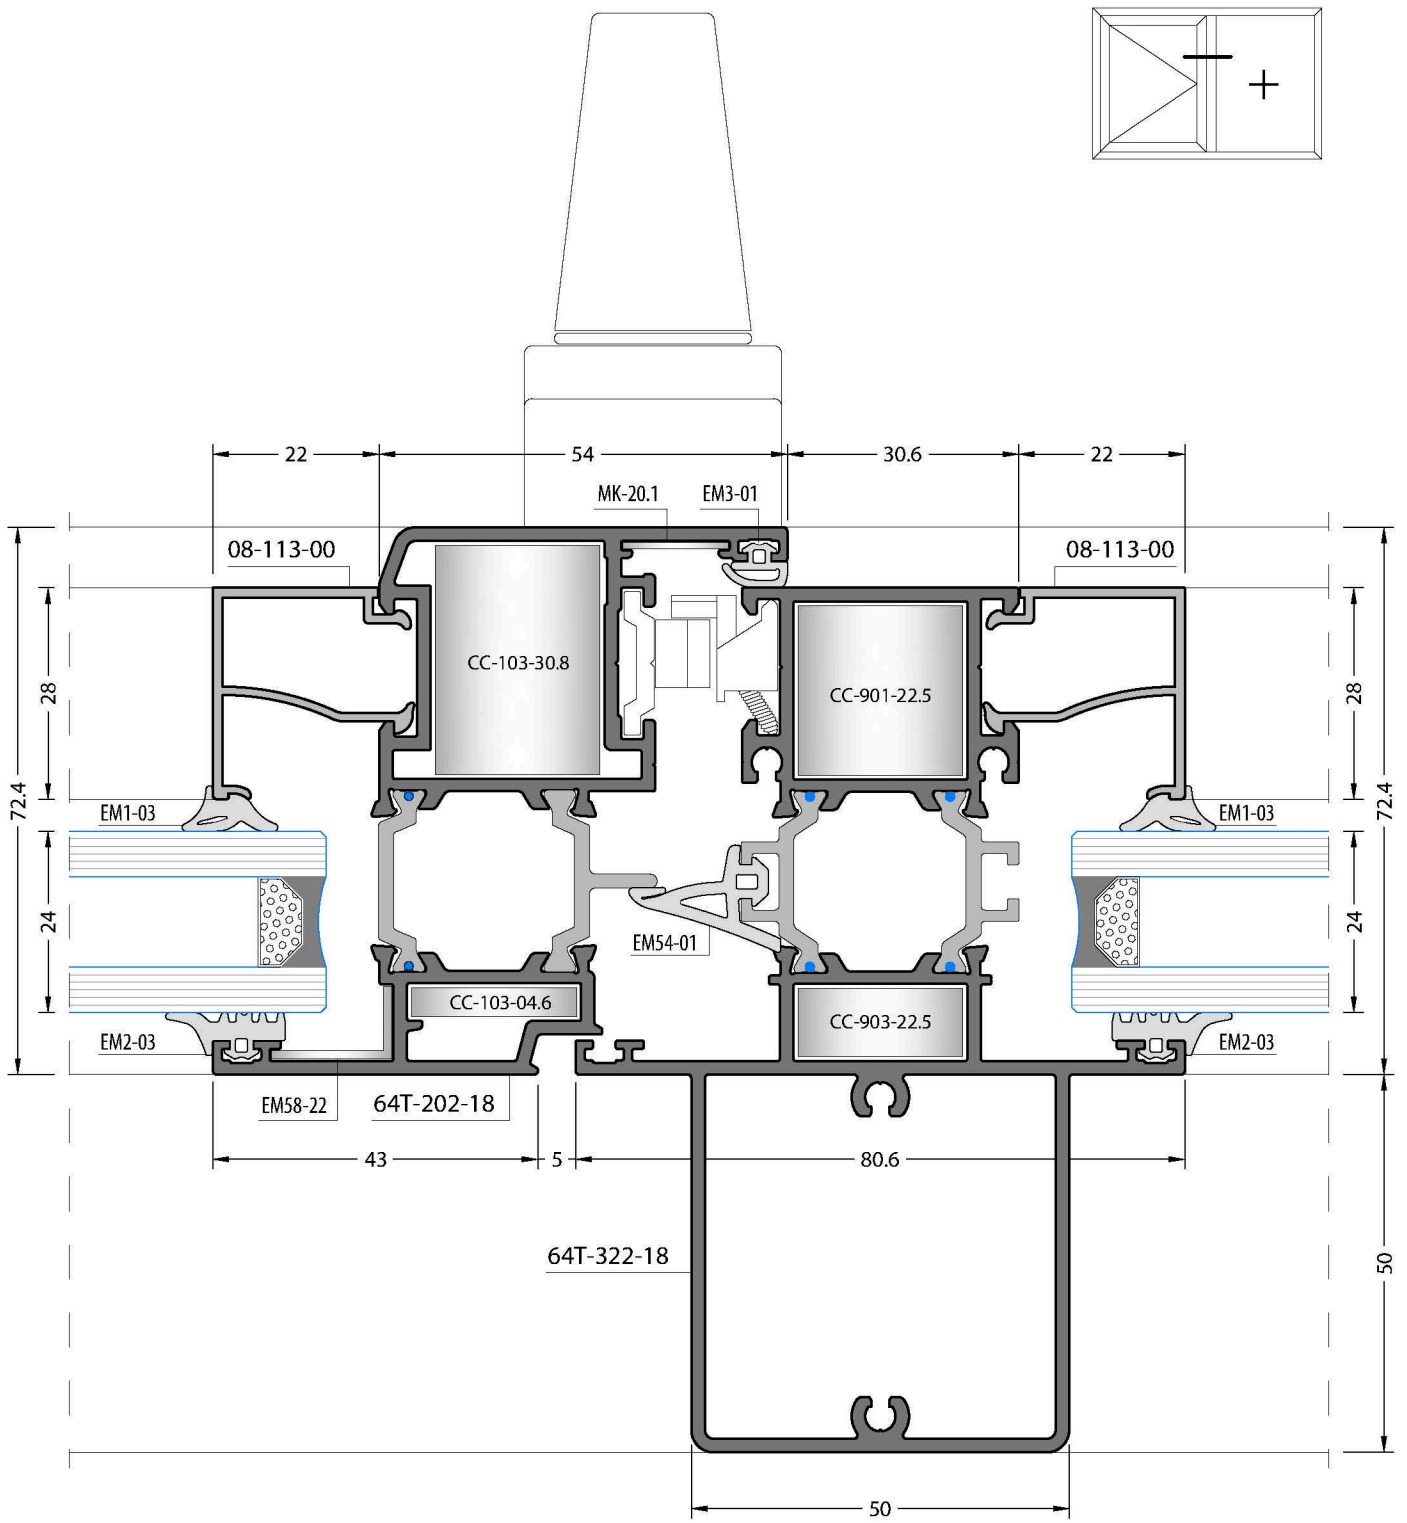 22
54
30.6
22
MK-20.1
EM3-01
08-113-00
08-113-00
CC-103-30.8
CC-901-22.5
28
28
72.4
72.4
EM1-03
EM1-03
24
24
EM54-01
CC-103-04.6
CC-903-22.5
EM2-03
EM2-03
EM58-22
64T-202-18
43
5
80.6
64T-322-18
50
50